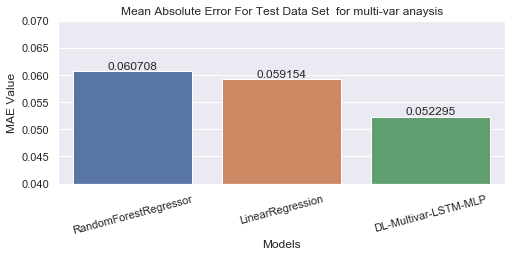 Mean Absolute Error For Test Data Set  for multi-var anaysis
0.070
0.065
0.060
0.055
0.050
0.045
0.040
MAE Value
0.060708
0.059154
0.052295
RandomForestRegressor
LinearRegression
DL-Multivar-LSTM-MLP
Models